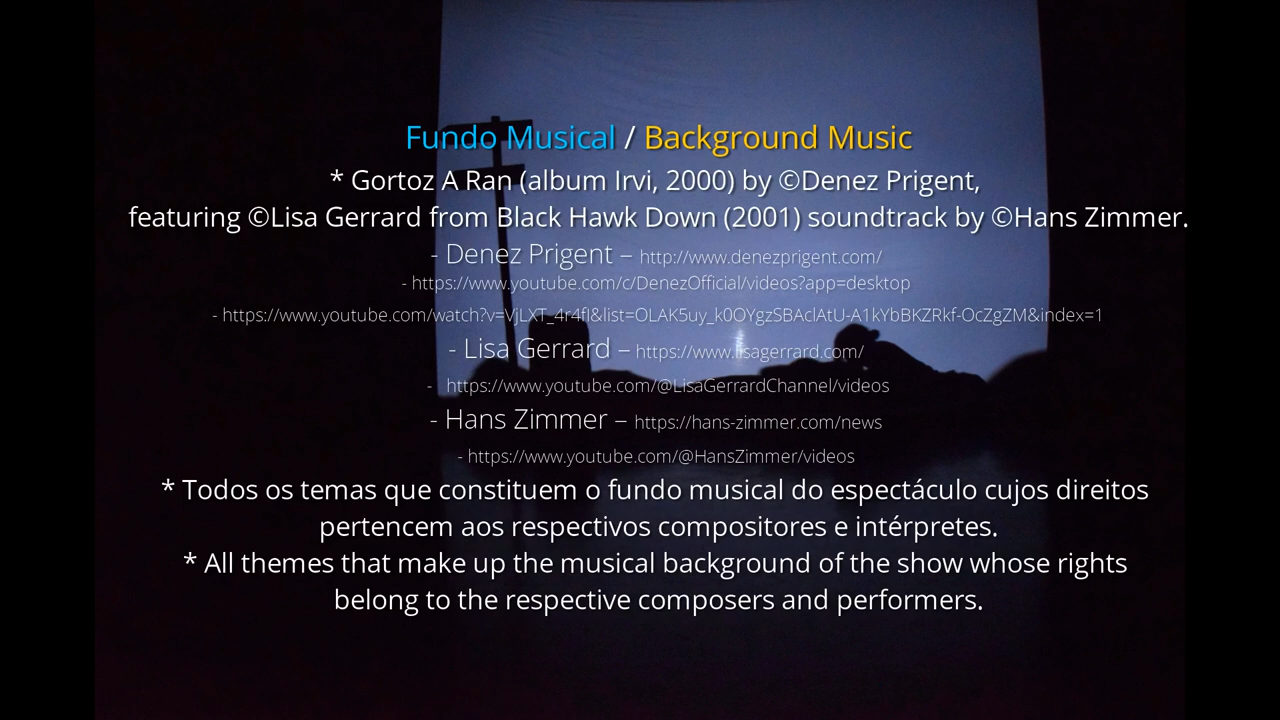 Fundo Musical / Background Music
* Gortoz A Ran (album Irvi, 2000) by ©Denez Prigent,
featuring ©Lisa Gerrard from Black Hawk Down (2001) soundtrack by ©Hans Zimmer.
- Denez Prigent – http://www.denezprigent.com/
- https://www.youtube.com/c/DenezOfficial/videos?app=desktop
- https://www.youtube.com/watch?v=VjLXT_4r4fI&list=OLAK5uy_k0OYgzSBAclAtU-A1kYbBKZRkf-OcZgZM&index=1
- Lisa Gerrard – https://www.lisagerrard.com/
- https://www.youtube.com/@LisaGerrardChannel/videos
- Hans Zimmer – https://hans-zimmer.com/news
- https://www.youtube.com/@HansZimmer/videos
* Todos os temas que constituem o fundo musical do espectáculo cujos direitos
pertencem aos respectivos compositores e intérpretes.
* All themes that make up the musical background of the show whose rights
belong to the respective composers and performers.